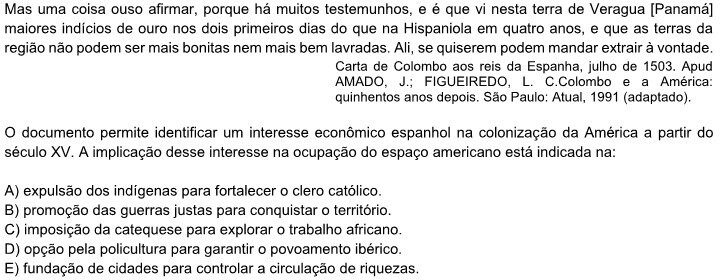 Mas uma coisa ouso afirmar, porque há muitos testemunhos, e é que vi nesta terra de Veragua [Panamá]
maiores indícios de ouro nos dois primeiros dias do que na Hispaniola em quatro anos, e que as terras da
região não podem ser mais bonitas nem mais bem lavradas. Ali, se quiserem podem mandar extrair à vontade.
Carta de Colombo aos reis da Espanha, julho de 1503. Apud
AMADO, J.; FIGUEIREDO, L. C.Colombo e a América:
quinhentos anos depois. São Paulo: Atual, 1991 (adaptado).
O documento permite identificar um interesse econômico espanhol na colonização da América a partir do
século XV. A implicação desse interesse na ocupação do espaço americano está indicada na:
A) expulsão dos indígenas para fortalecer o clero católico.
B) promoção das guerras justas para conquistar o território.
C) imposição da catequese para explorar o trabalho africano.
D) opção pela policultura para garantir o povoamento ibérico.
E) fundação de cidades para controlar a circulação de riquezas.